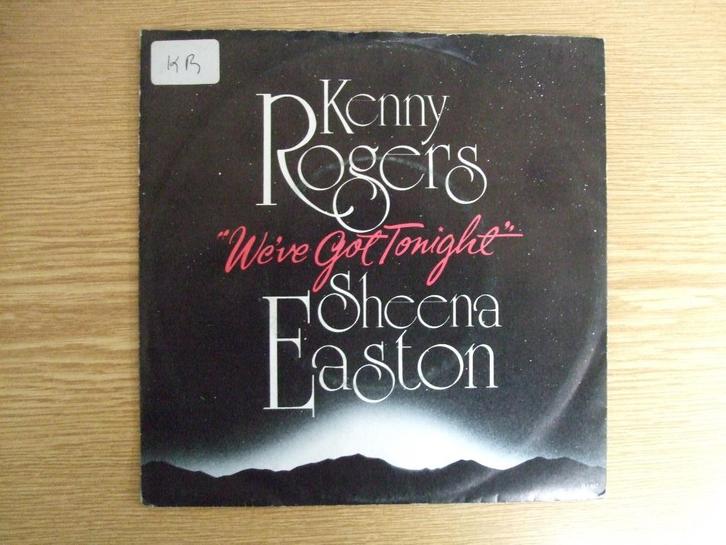 KR
Kenny
Rogers
"We've Got Tonight"
Sheena
Easton